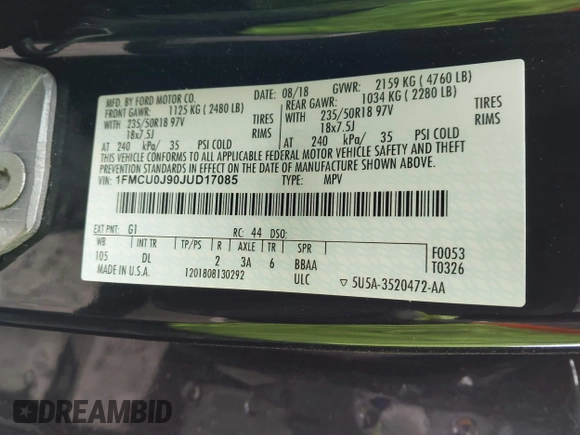 MFD. BY FORD MOTOR CO.
DATE: 08/18 GVWR: 2159 KG ( 4760 LB)
FRONT GAWR: 1125 KG ( 2480 LB)
REAR GAWR: 1034 KG ( 2280 LB)
WITH 235/50R18 97V TIRES
WITH 235/50R18 97V TIRES
18x7.5J RIMS
18x7.5J RIMS
AT 240 kPa/ 35 PSI COLD
AT 240 kPa/ 35 PSI COLD
THIS VEHICLE CONFORMS TO ALL APPLICABLE FEDERAL MOTOR VEHICLE SAFETY AND THEFT
PREVENTION STANDARDS IN EFFECT ON THE DATE OF MANUFACTURE SHOWN ABOVE.
VIN: 1FMCU0J90JUD17085 TYPE: MPV
EXT PNT: G1 RC: 44 DSO:
WB INT TR TP/PS R AXLE TR SPR
105 DL 2 3A 6 BBAA
F0053
T0326
MADE IN U.S.A. 1201808130292 ULC ▽ 5U5A-3520472-AA
DREAMBID